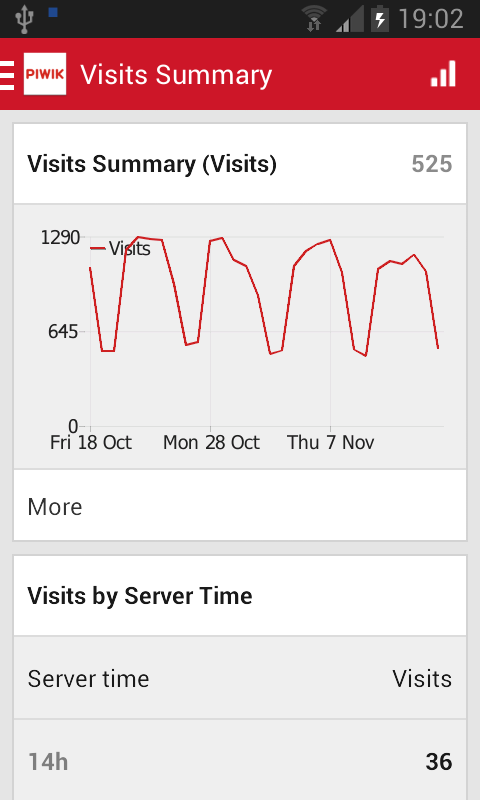 19:02
PIWIK Visits Summary
Visits Summary (Visits) 525
1290
Visits
645
0
Fri 18 Oct Mon 28 Oct Thu 7 Nov
More
Visits by Server Time
Server time Visits
14h 36